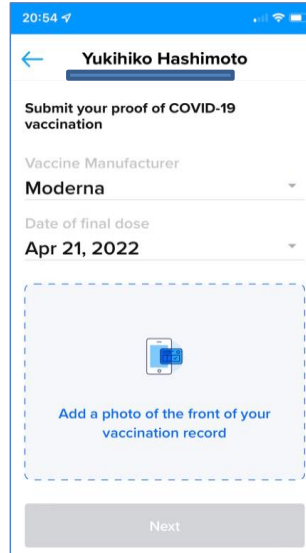 20:54
Yukihiko Hashimoto
Submit your proof of COVID-19
vaccination
Vaccine Manufacturer
Moderna
Date of final dose
Apr 21, 2022
Add a photo of the front of your
vaccination record
Next